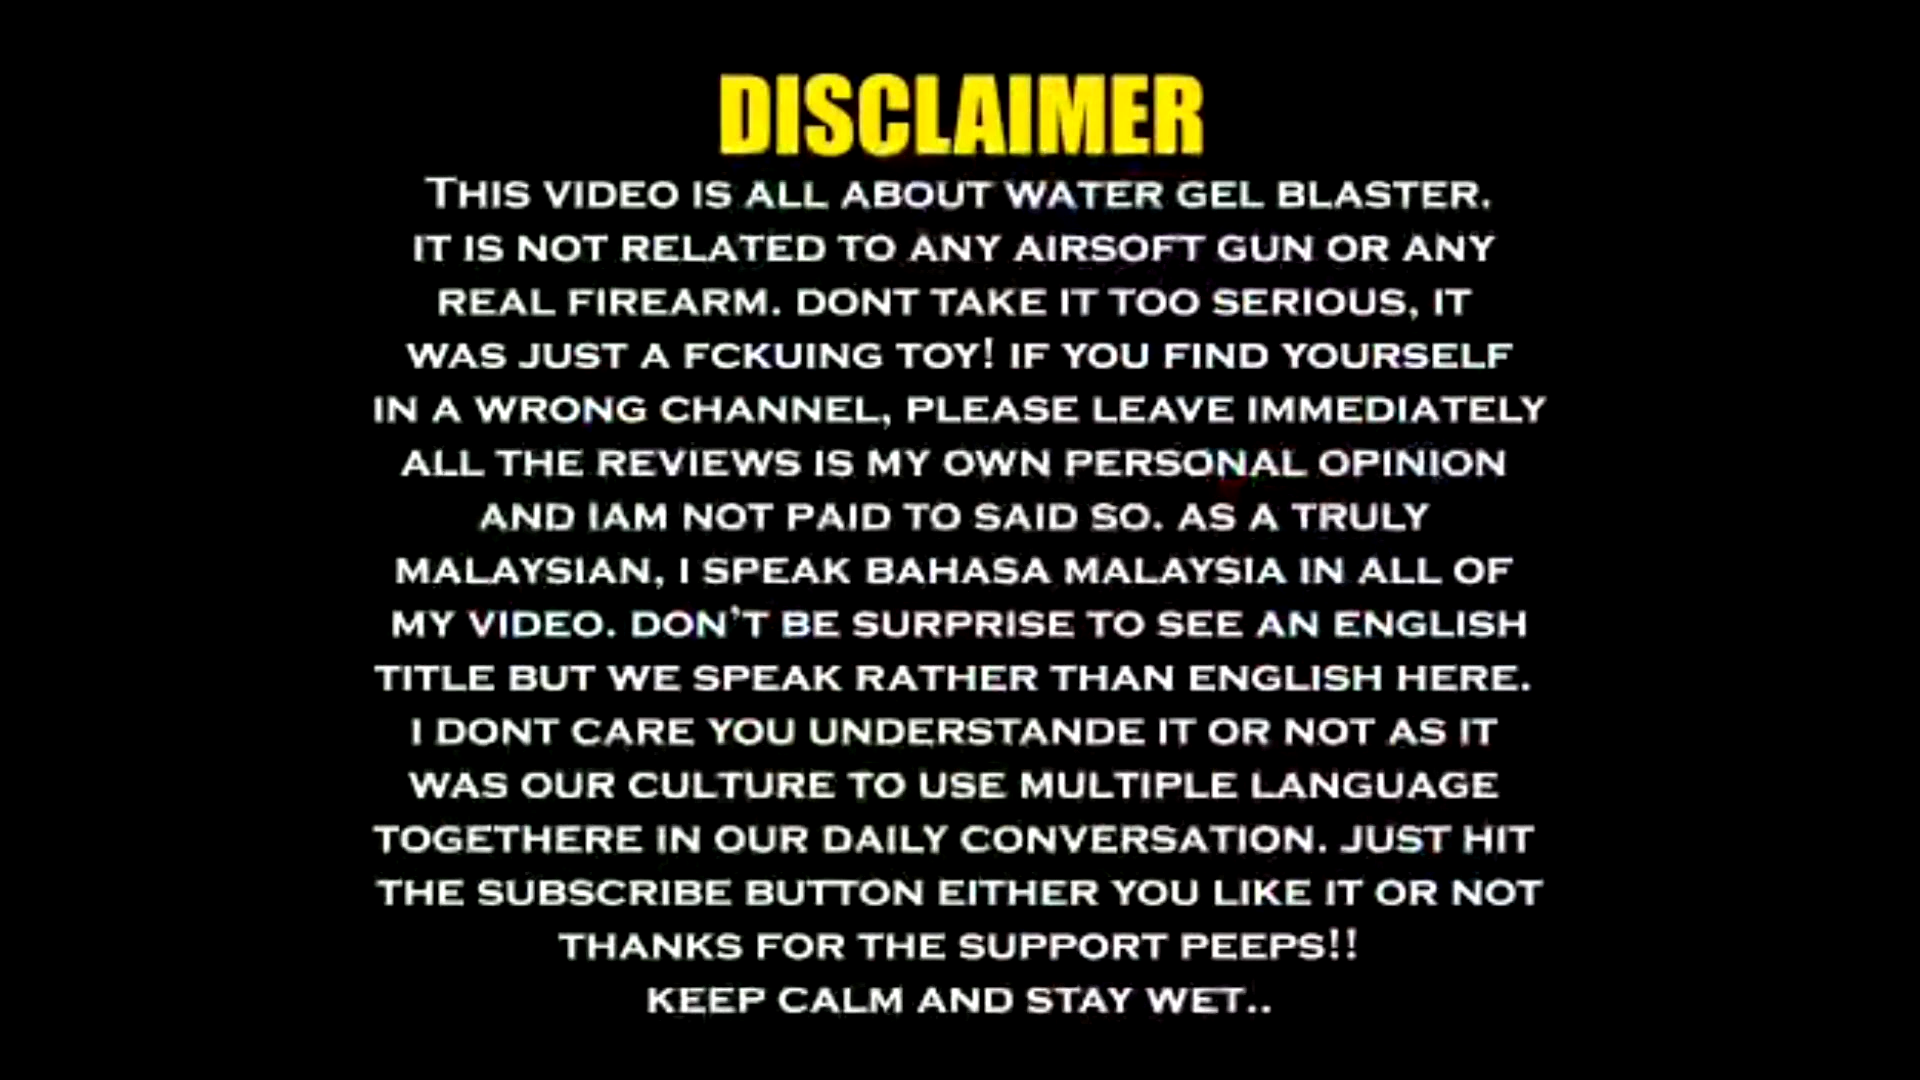 DISCLAIMER
THIS VIDEO IS ALL ABOUT WATER GEL BLASTER.
IT IS NOT RELATED TO ANY AIRSOFT GUN OR ANY
REAL FIREARM. DONT TAKE IT TOO SERIOUS, IT
WAS JUST A FCKUING TOY! IF YOU FIND YOURSELF
IN A WRONG CHANNEL, PLEASE LEAVE IMMEDIATELY
ALL THE REVIEWS IS MY OWN PERSONAL OPINION
AND IAM NOT PAID TO SAID SO. AS A TRULY
MALAYSIAN, I SPEAK BAHASA MALAYSIA IN ALL OF
MY VIDEO. DON'T BE SURPRISE TO SEE AN ENGLISH
TITLE BUT WE SPEAK RATHER THAN ENGLISH HERE.
I DONT CARE YOU UNDERSTANDE IT OR NOT AS IT
WAS OUR CULTURE TO USE MULTIPLE LANGUAGE
TOGETHERE IN OUR DAILY CONVERSATION. JUST HIT
THE SUBSCRIBE BUTTON EITHER YOU LIKE IT OR NOT
THANKS FOR THE SUPPORT PEEPS!!
KEEP CALM AND STAY WET..